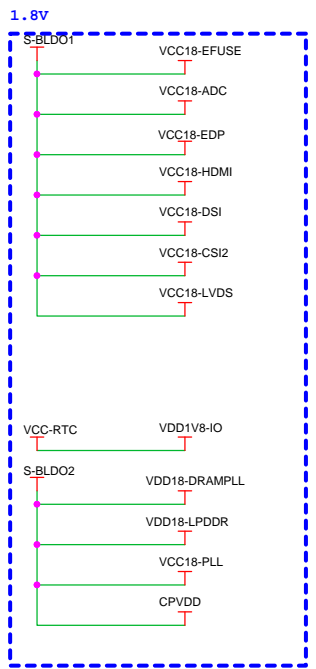 1.8V
S-BLDO1
VCC18-EFUSE
VCC18-ADC
VCC18-EDP
VCC18-HDMI
VCC18-DSI
VCC18-CSI2
VCC18-LVDS
VCC-RTC
VDD1V8-IO
S-BLDO2
VDD18-DRAMPLL
VDD18-LPDDR
VCC18-PLL
CPVDD